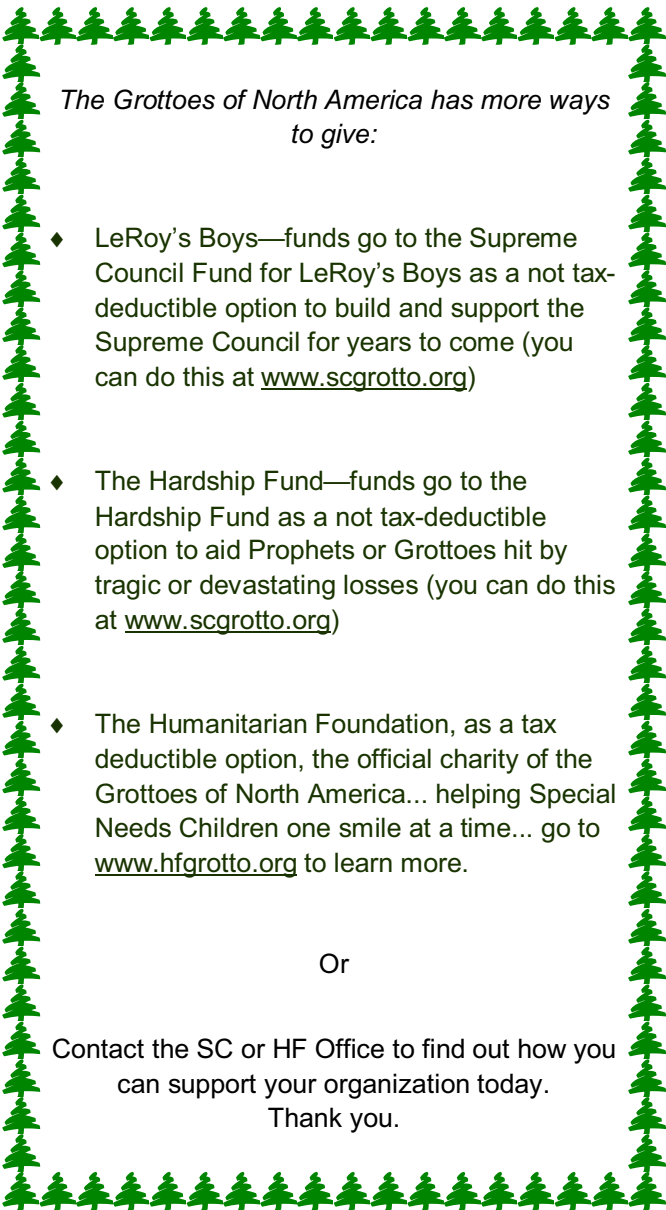 The Grottoes of North America has more ways
to give:
♦ LeRoy’s Boys—funds go to the Supreme
Council Fund for LeRoy’s Boys as a not tax-
deductible option to build and support the
Supreme Council for years to come (you
can do this at www.scgrotto.org)
♦ The Hardship Fund—funds go to the
Hardship Fund as a not tax-deductible
option to aid Prophets or Grottoes hit by
tragic or devastating losses (you can do this
at www.scgrotto.org)
♦ The Humanitarian Foundation, as a tax
deductible option, the official charity of the
Grottoes of North America... helping Special
Needs Children one smile at a time... go to
www.hfgrotto.org to learn more.
Or
Contact the SC or HF Office to find out how you
can support your organization today.
Thank you.